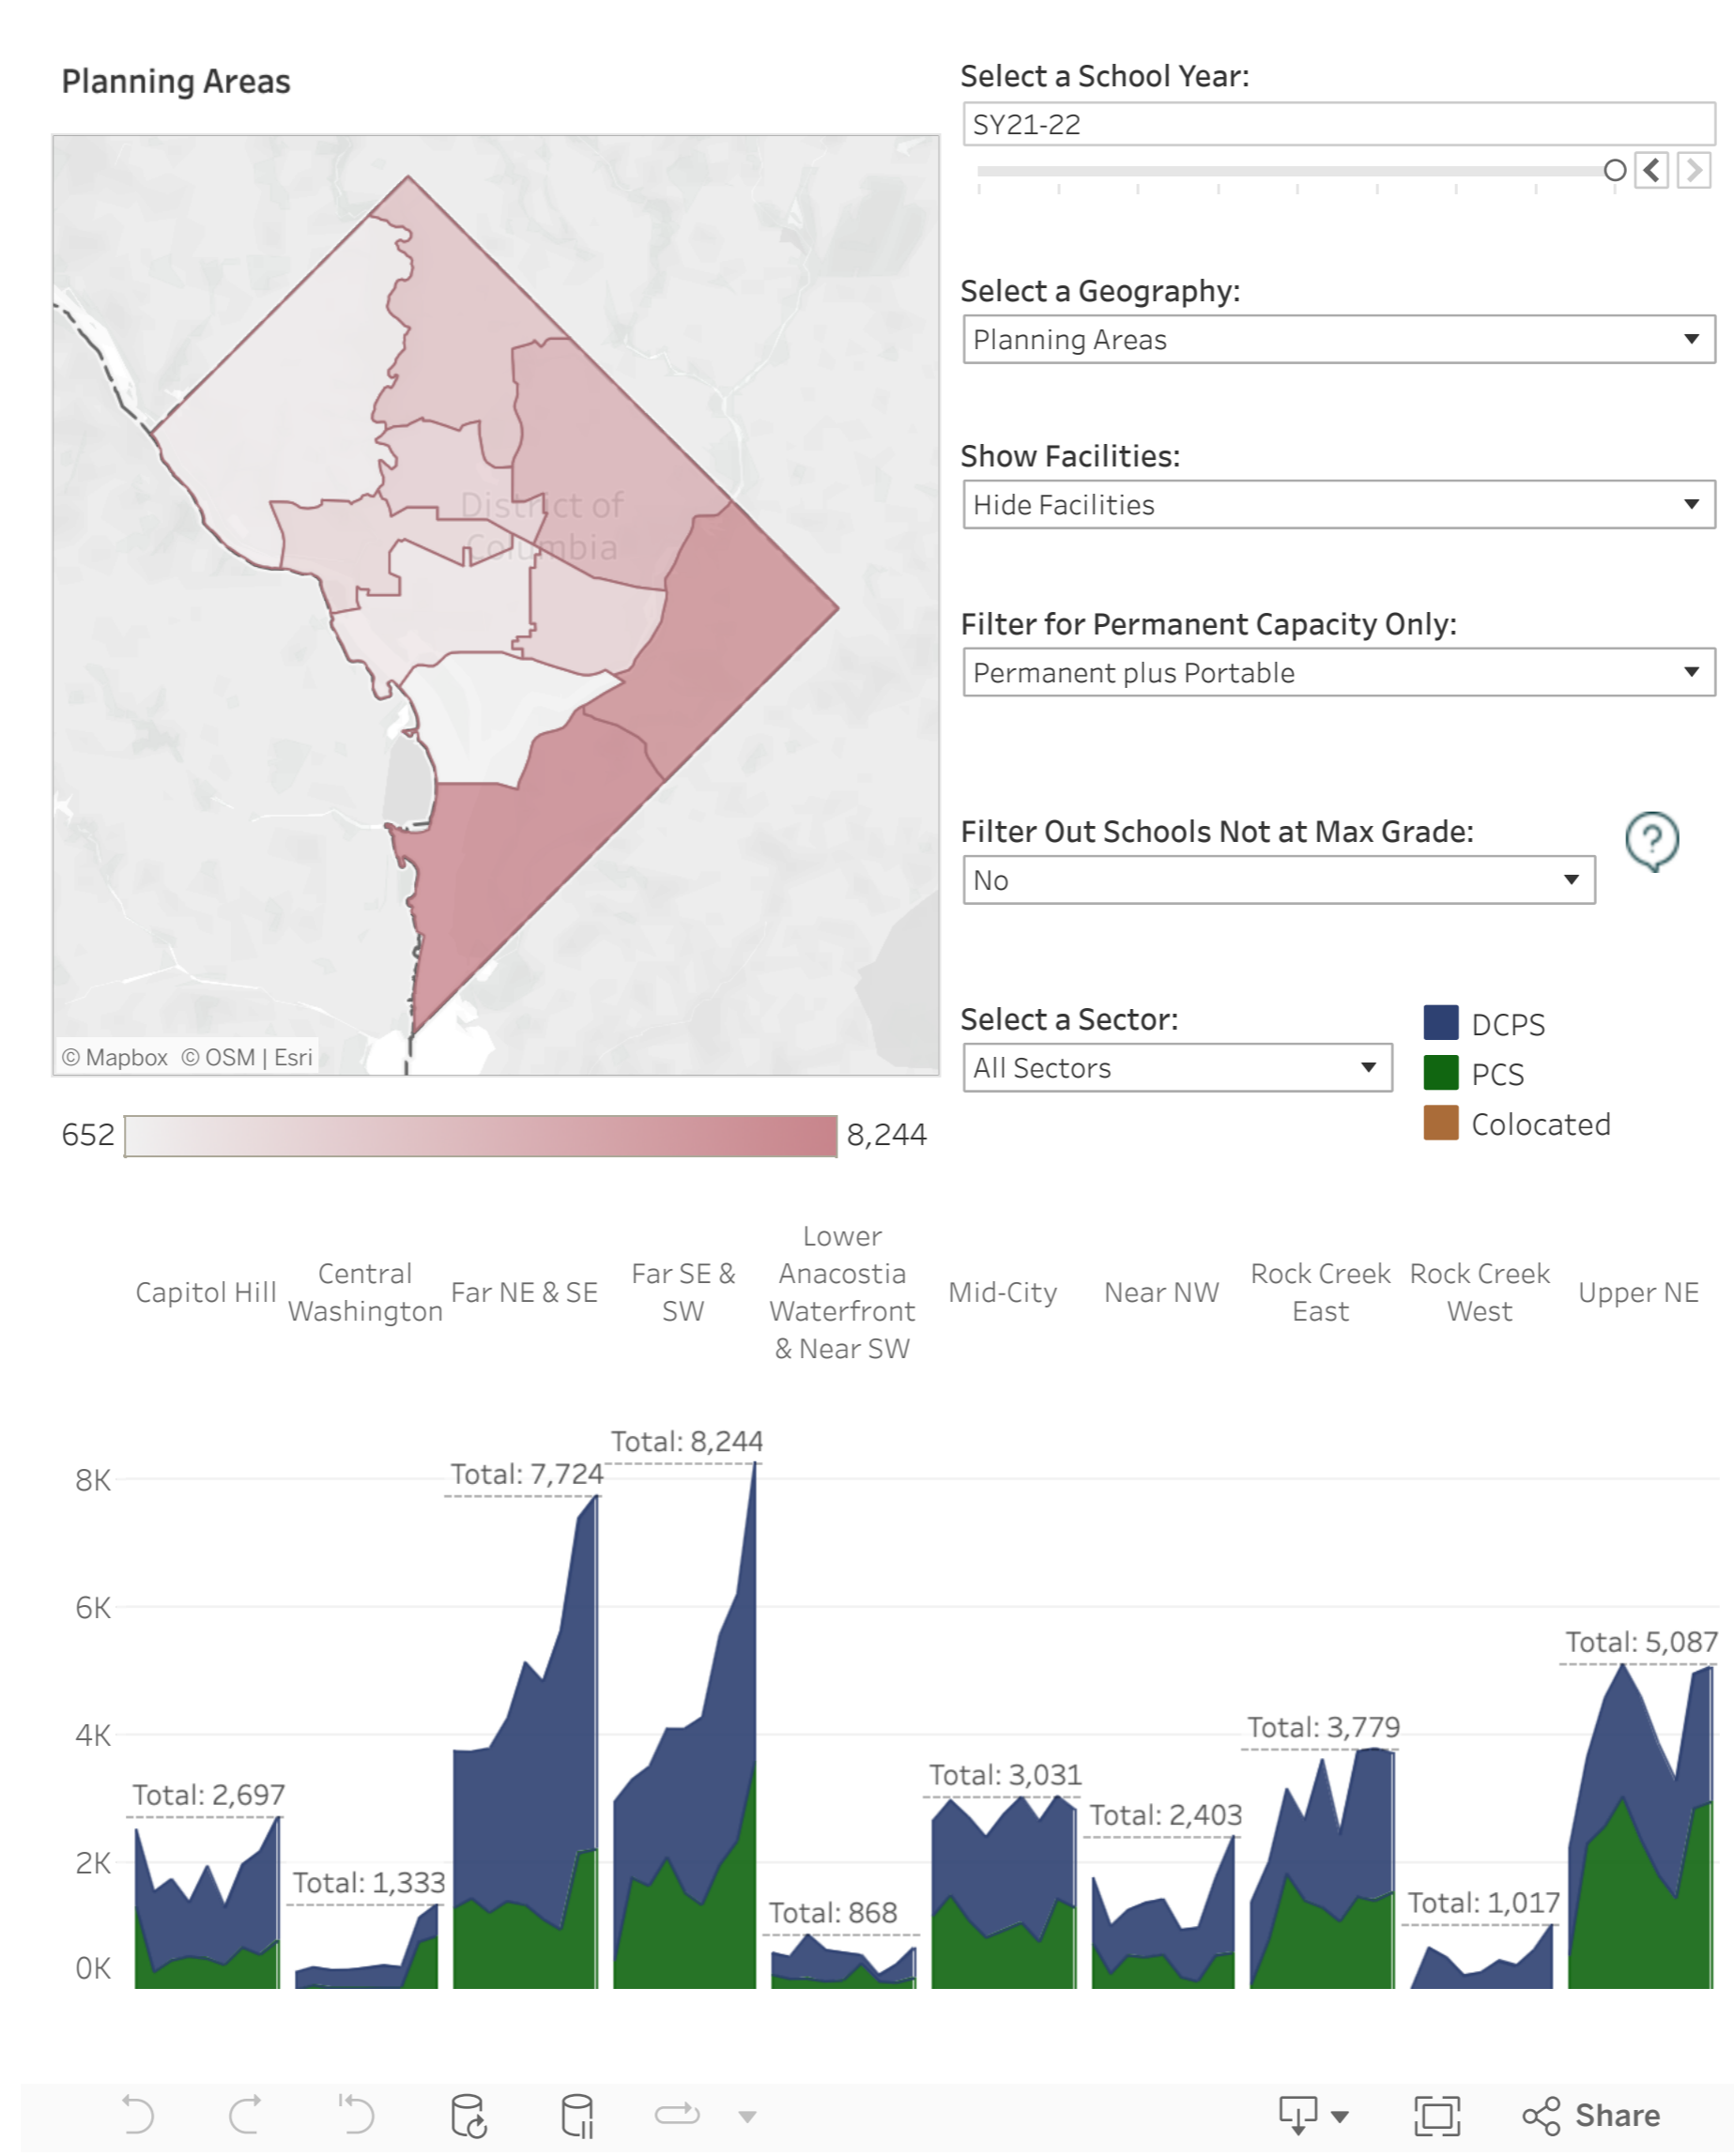 Planning Areas
Select a School Year:
SY21-22
Select a Geography:
Planning Areas
Show Facilities:
Hide Facilities
Filter for Permanent Capacity Only:
Permanent plus Portable
Filter Out Schools Not at Max Grade:
?
No
Select a Sector:
All Sectors
DCPS
PCS
Colocated
District of
Columbia
© Mapbox © OSM | Esri
652
8,244
Capitol Hill
Central
Washington
Far NE & SE
Far SE &
SW
Lower
Anacostia
Waterfront
& Near SW
Mid-City
Near NW
Rock Creek
East
Rock Creek
West
Upper NE
8K
6K
4K
2K
0K
Total: 2,697
Total: 1,333
Total: 7,724
Total: 8,244
Total: 868
Total: 3,031
Total: 2,403
Total: 3,779
Total: 1,017
Total: 5,087
Share